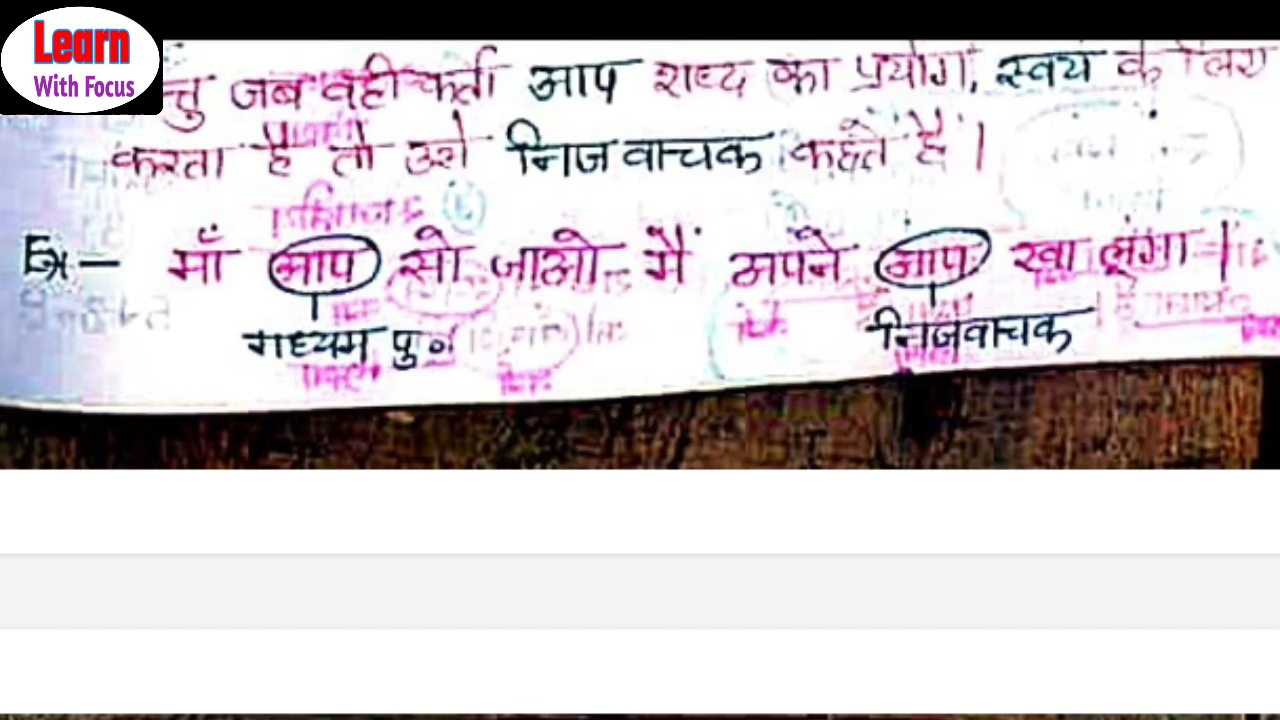 Learn
With Focus
जब वही कर्ता आप शब्द का प्रयोग, स्वयं के लिए
करता है तो उसे निजवाचक कहते है।
Ex- माँ आप सो जाओ मैं अपने आप खा लूंगा।
मध्यम पु० निजवाचक